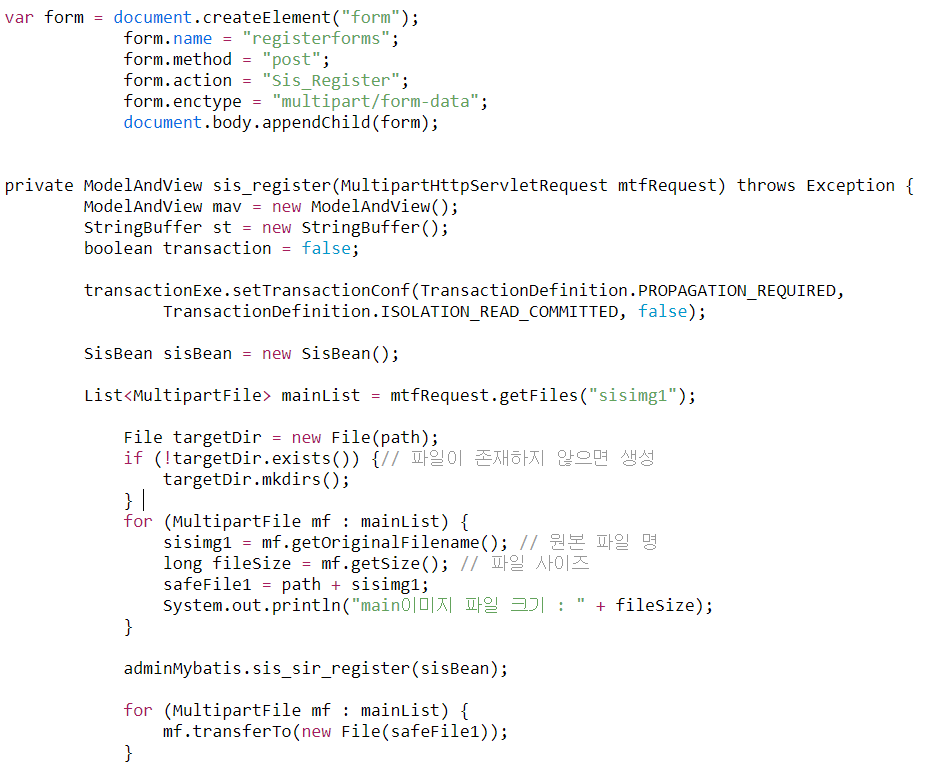 var form = document.createElement("form");
form.name = "registerforms";
form.method = "post";
form.action = "Sis_Register";
form.enctype = "multipart/form-data";
document.body.appendChild(form);
private ModelAndView sis_register(MultipartHttpServletRequest mtfRequest) throws Exception {
ModelAndView mav = new ModelAndView();
StringBuffer st = new StringBuffer();
boolean transaction = false;
transactionExe.setTransactionConf(TransactionDefinition.PROPAGATION_REQUIRED,
TransactionDefinition.ISOLATION_READ_COMMITTED, false);
SisBean sisBean = new SisBean();
List<MultipartFile> mainList = mtfRequest.getFiles("sisimg1");
File targetDir = new File(path);
if (!targetDir.exists()) {// 파일이 존재하지 않으면 생성
targetDir.mkdirs();
}
for (MultipartFile mf : mainList) {
sisimg1 = mf.getOriginalFilename(); // 원본 파일 명
long fileSize = mf.getSize(); // 파일 사이즈
safeFile1 = path + sisimg1;
System.out.println("main이미지 파일 크기 : " + fileSize);
}
adminMybatis.sis_sir_register(sisBean);
for (MultipartFile mf : mainList) {
mf.transferTo(new File(safeFile1));
}